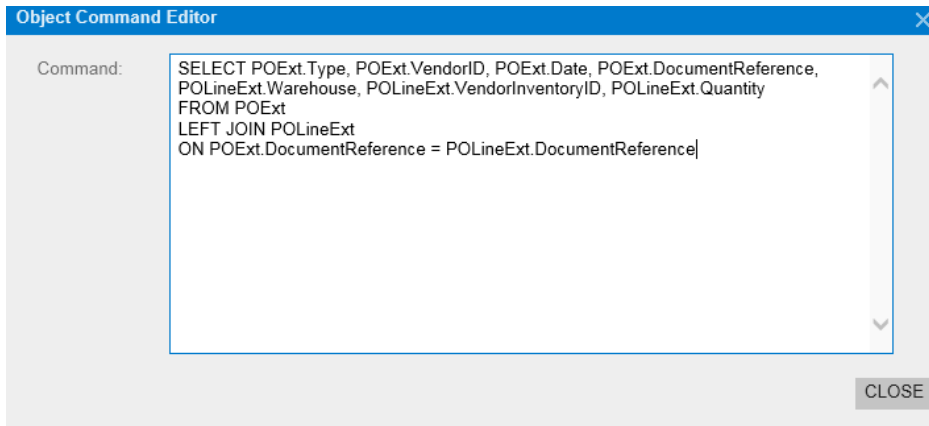 Object Command Editor
Command:
SELECT POExt.Type, POExt.VendorID, POExt.Date, POExt.DocumentReference,
POLineExt.Warehouse, POLineExt.VendorInventoryID, POLineExt.Quantity
FROM POExt
LEFT JOIN POLineExt
ON POExt.DocumentReference = POLineExt.DocumentReference
CLOSE